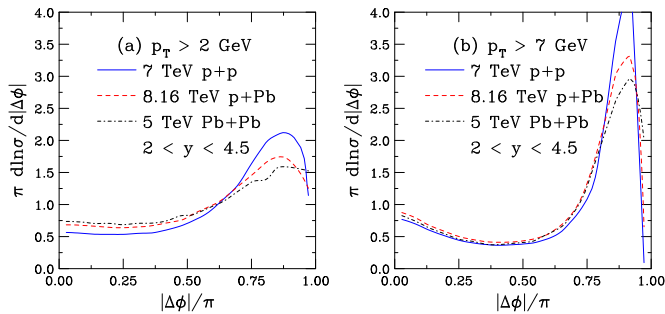 4.0
3.5
3.0
2.5
2.0
1.5
1.0
0.5
0.0
π dlnσ/d|Δϕ|
(a) p_T > 2 GeV
7 TeV p+p
8.16 TeV p+Pb
5 TeV Pb+Pb
2 < y < 4.5
0.00 0.25 0.50 0.75 1.00
|Δϕ|/π
4.0
3.5
3.0
2.5
2.0
1.5
1.0
0.5
0.0
π dlnσ/d|Δϕ|
(b) p_T > 7 GeV
7 TeV p+p
8.16 TeV p+Pb
5 TeV Pb+Pb
2 < y < 4.5
0.00 0.25 0.50 0.75 1.00
|Δϕ|/π